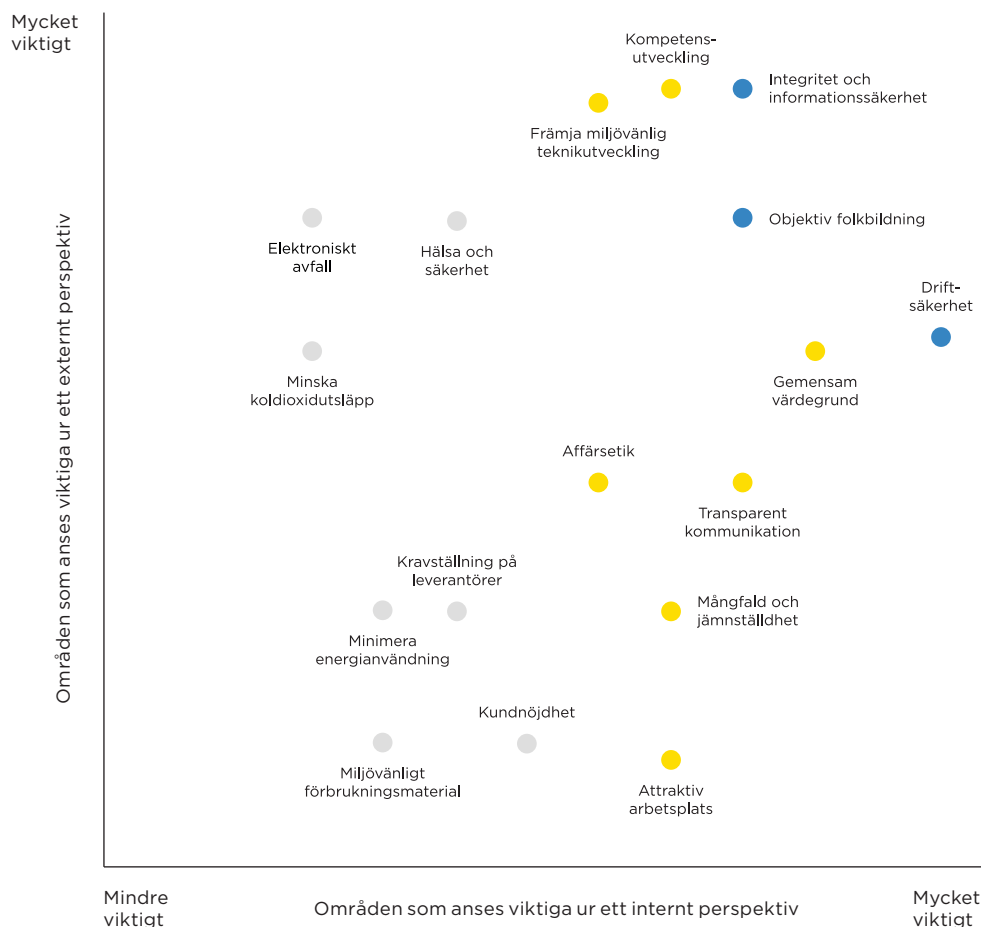 Mycket
viktigt
Kompetens-
utveckling
Integritet och
informationssäkerhet
Främja miljövänlig
teknikutveckling
Objektiv folkbildning
Elektroniskt
avfall
Hälsa och
säkerhet
Drift-
säkerhet
Minska
koldioxidutsläpp
Gemensam
värdegrund
Affärsetik
Transparent
kommunikation
Kravställning på
leverantörer
Mångfald och
jämnställdhet
Minimera
energianvändning
Kundnöjdhet
Miljövänligt
förbrukningsmaterial
Attraktiv
arbetsplats
Områden som anses viktiga ur ett externt perspektiv
Mindre
viktigt
Områden som anses viktiga ur ett internt perspektiv
Mycket
viktigt